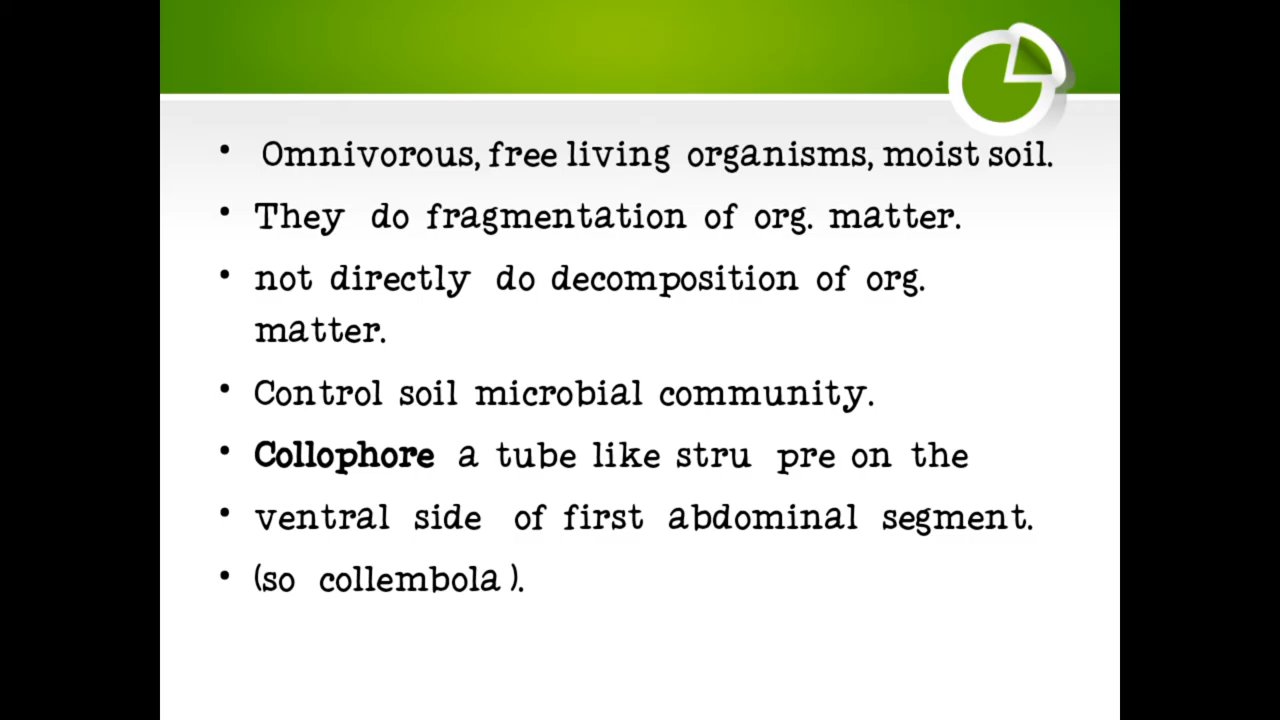 • Omnivorous, free living organisms, moist soil.
• They do fragmentation of org. matter.
• not directly do decomposition of org.
matter.
• Control soil microbial community.
• Collophore a tube like stru pre on the
• ventral side of first abdominal segment.
• (so collembola ).